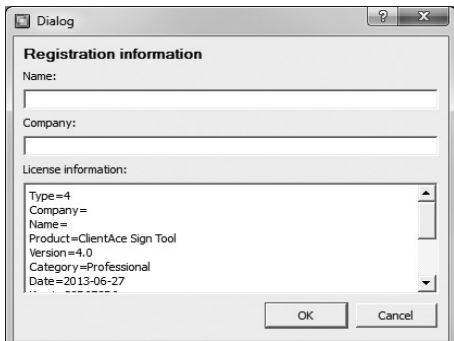 Dialog
Registration information
Name:
Company:
License information:
Type=4
Company=
Name=
Product=ClientAce Sign Tool
Version=4.0
Category=Professional
Date=2013-06-27
OK Cancel